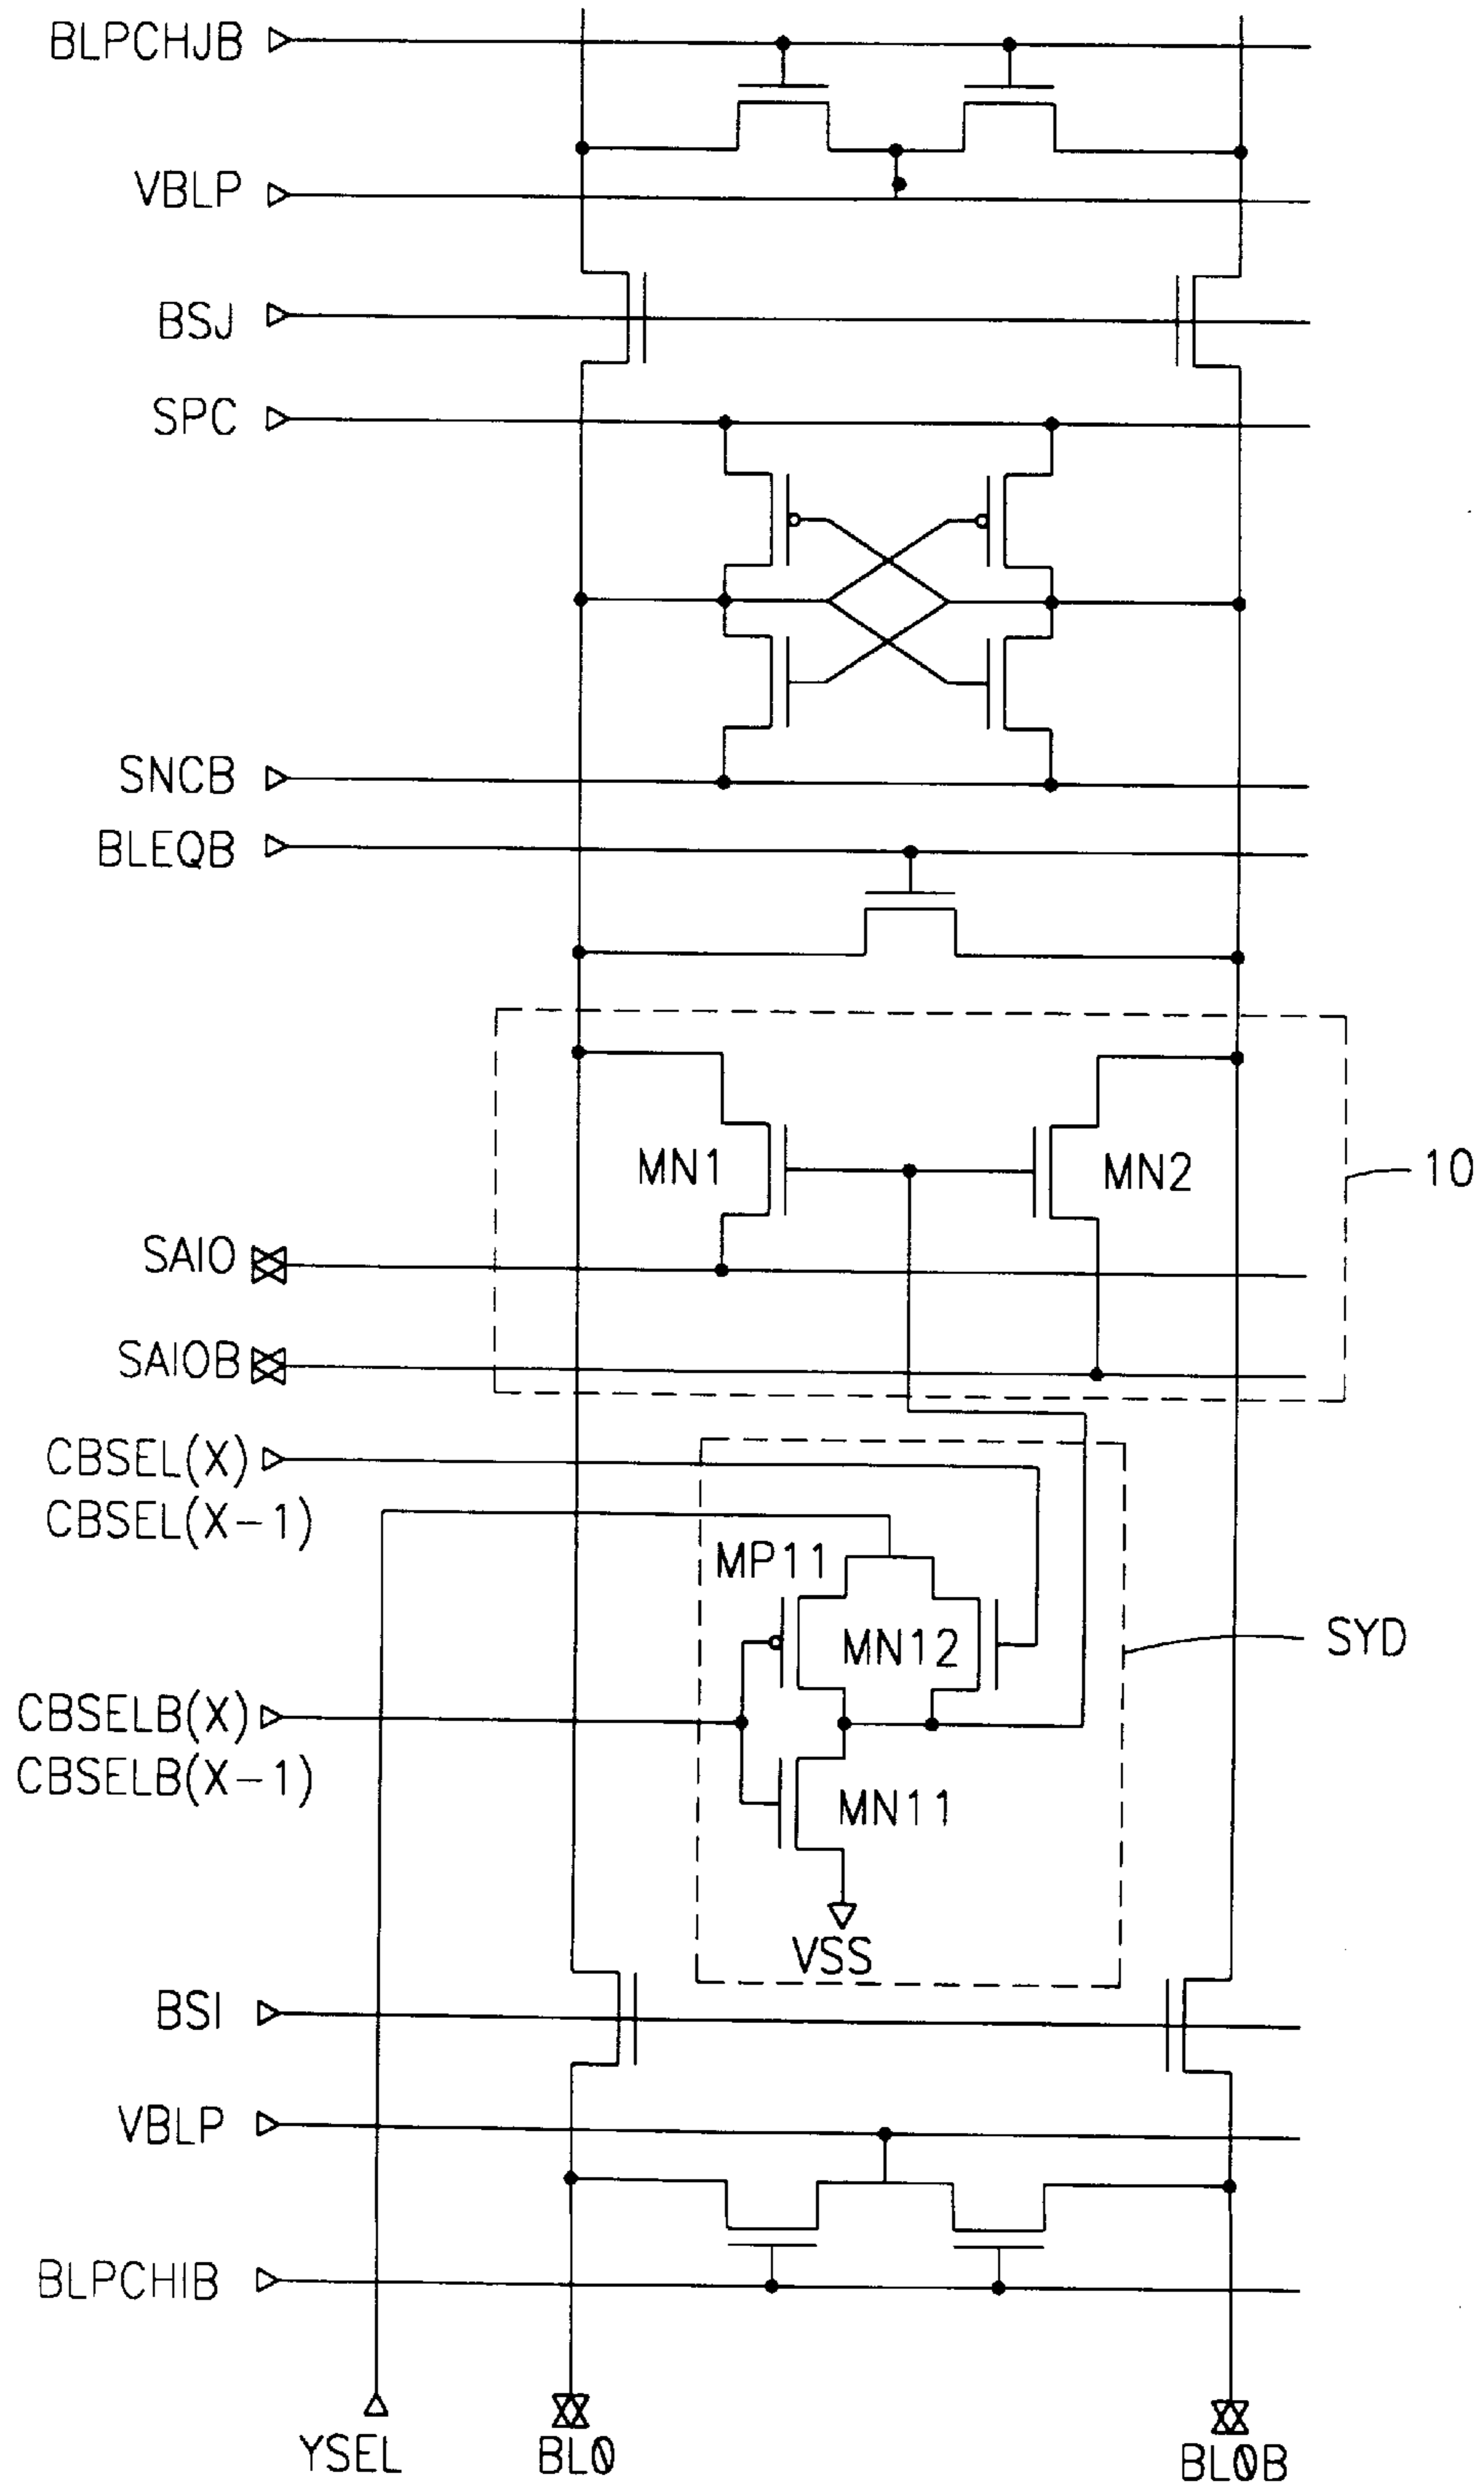 BLPCHJB
VBLP
BSJ
SPC
SNCB
BLEQB
MN1
MN2
10
SAIO
SAIOB
CBSEL(X)
CBSEL(X-1)
MP11
MN12
SYD
CBSELB(X)
CBSELB(X-1)
MN11
VSS
BSI
VBLP
BLPCHIB
YSEL
BL0
BL0B